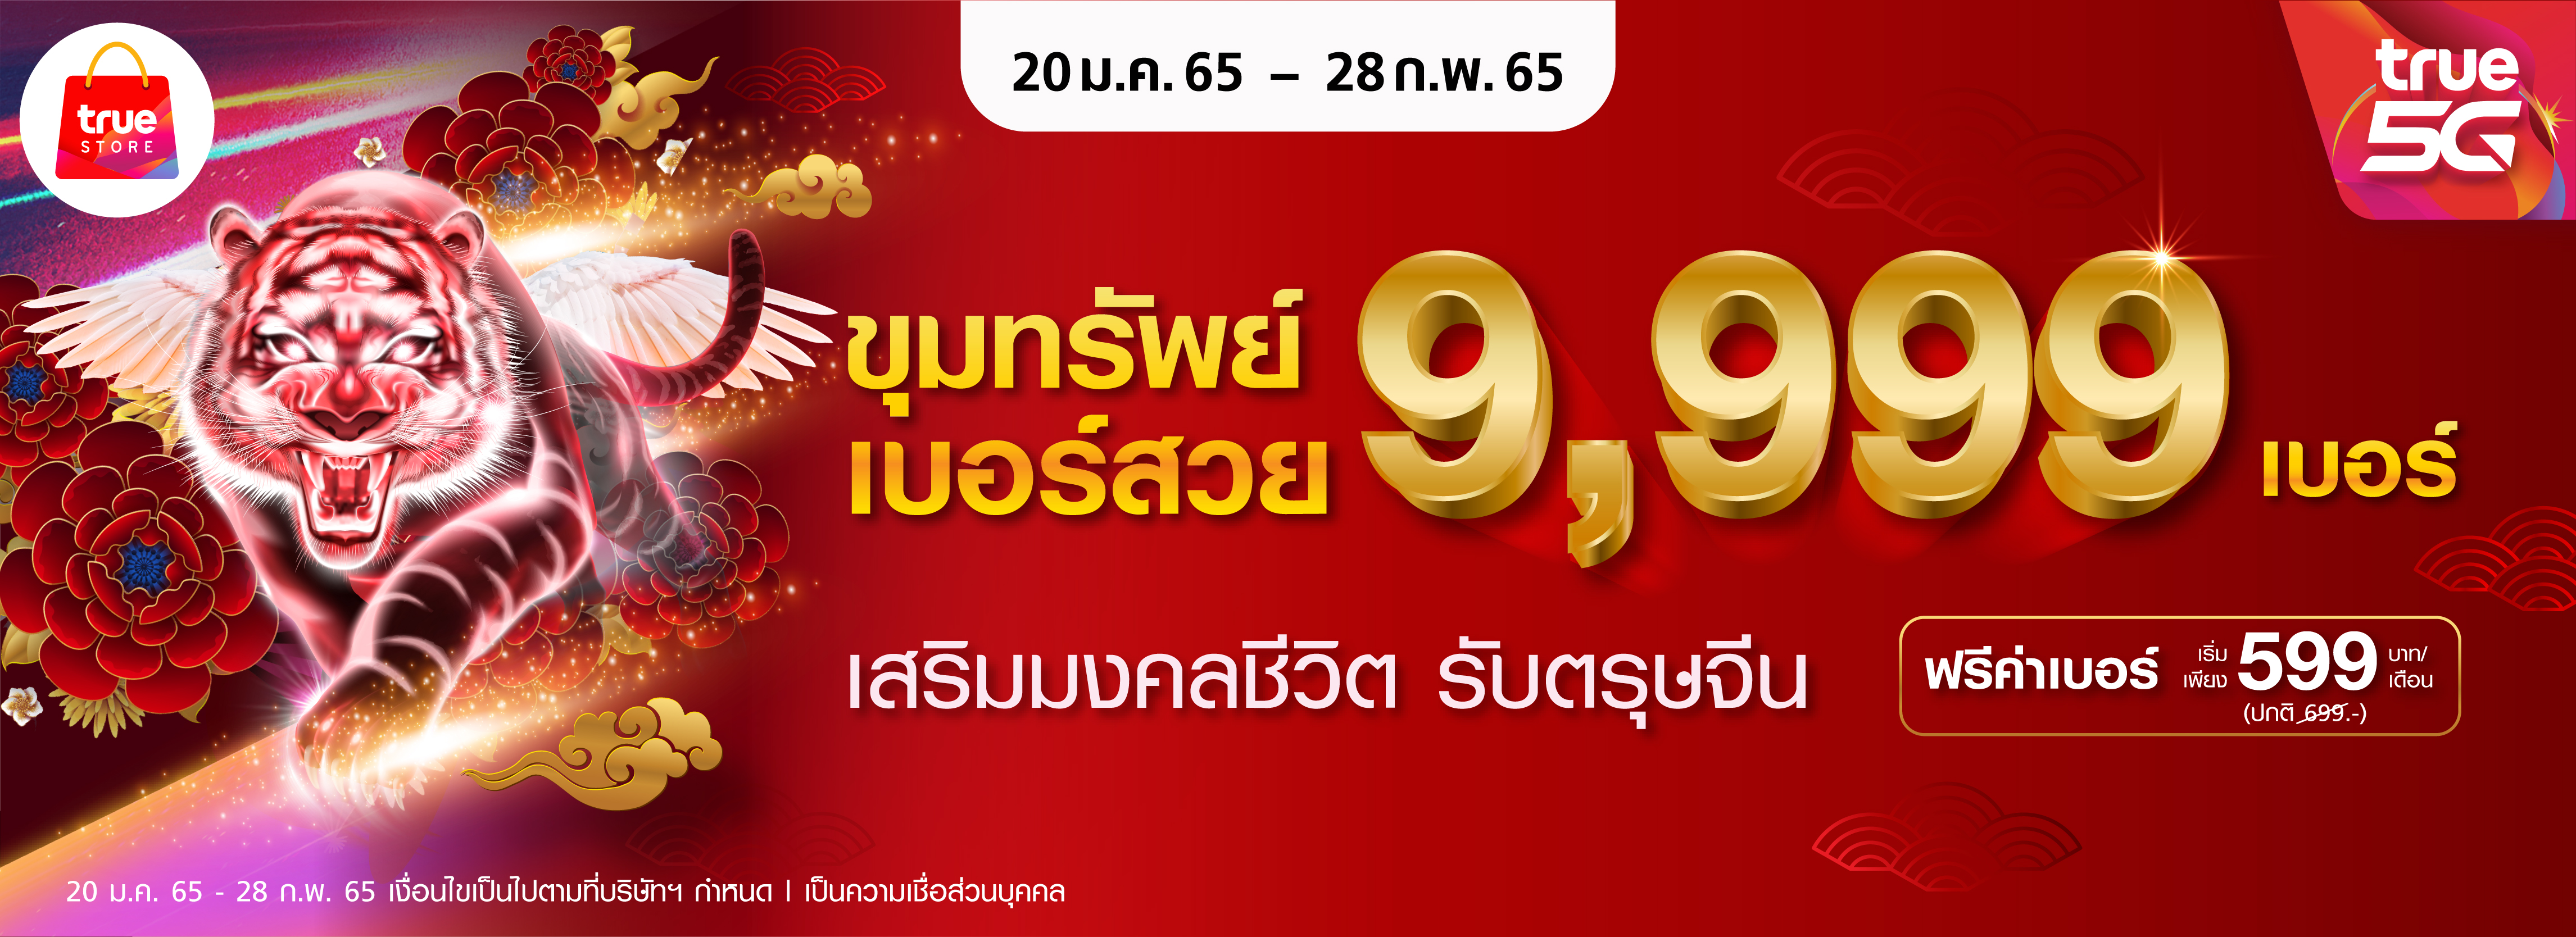 true
STORE
20 ม.ค. 65 – 28 ก.พ. 65
true
5G
ขุมทรัพย์
เบอร์สวย
9,999 เบอร์
เสริมมงคลชีวิต รับตรุษจีน
ฟรีค่าเบอร์ เริ่มเพียง 599 บาท/เดือน
(ปกติ 699.-)
20 ม.ค. 65 - 28 ก.พ. 65 เงื่อนไขเป็นไปตามที่บริษัทฯ กำหนด | เป็นความเชื่อส่วนบุคคล